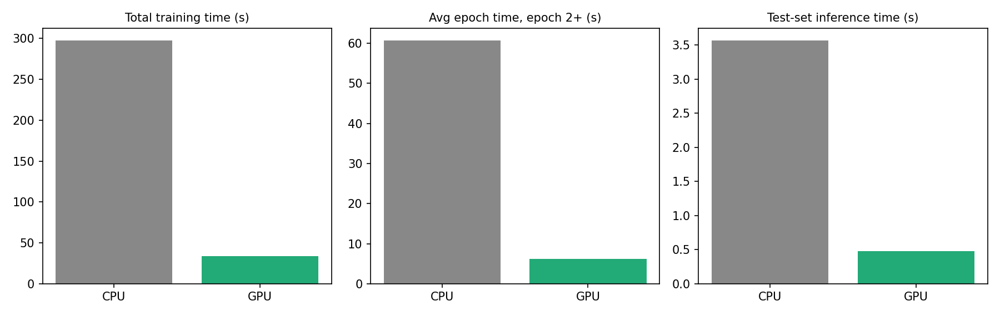 Total training time (s)
300
250
200
150
100
50
0
CPU
GPU
Avg epoch time, epoch 2+ (s)
60
50
40
30
20
10
0
CPU
GPU
Test-set inference time (s)
3.5
3.0
2.5
2.0
1.5
1.0
0.5
0.0
CPU
GPU